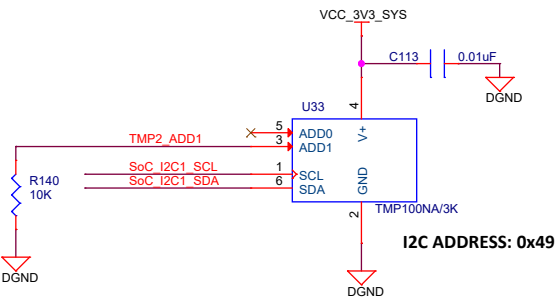 VCC_3V3_SYS
C113 0.01uF
DGND
U33
4
5 ADD0 V+
TMP2_ADD1 3 ADD1
SoC_I2C1_SCL 1 SCL
SoC_I2C1_SDA 6 SDA GND
R140
10K
2 TMP100NA/3K
I2C ADDRESS: 0x49
DGND
DGND